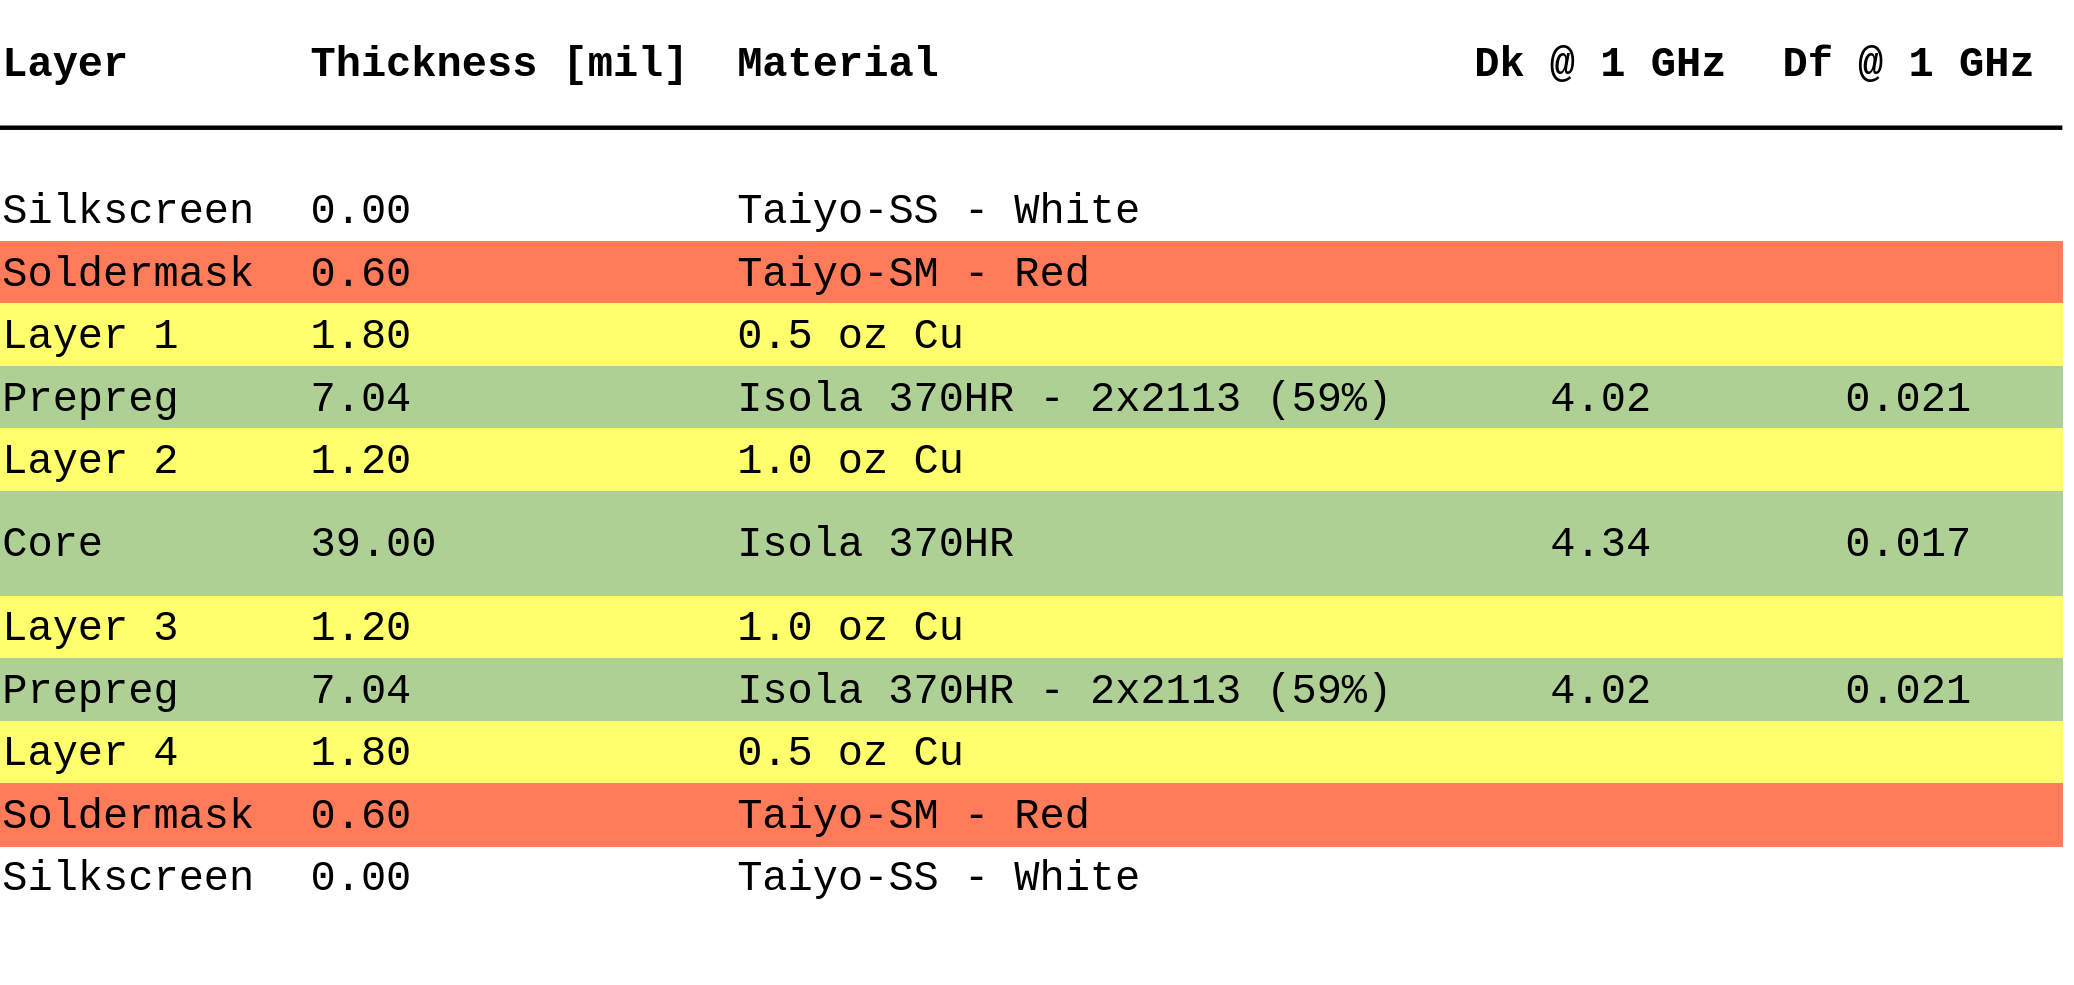 Layer Thickness [mil] Material Dk @ 1 GHz Df @ 1 GHz
Silkscreen 0.00 Taiyo-SS - White
Soldermask 0.60 Taiyo-SM - Red
Layer 1 1.80 0.5 oz Cu
Prepreg 7.04 Isola 370HR - 2x2113 (59%) 4.02 0.021
Layer 2 1.20 1.0 oz Cu
Core 39.00 Isola 370HR 4.34 0.017
Layer 3 1.20 1.0 oz Cu
Prepreg 7.04 Isola 370HR - 2x2113 (59%) 4.02 0.021
Layer 4 1.80 0.5 oz Cu
Soldermask 0.60 Taiyo-SM - Red
Silkscreen 0.00 Taiyo-SS - White